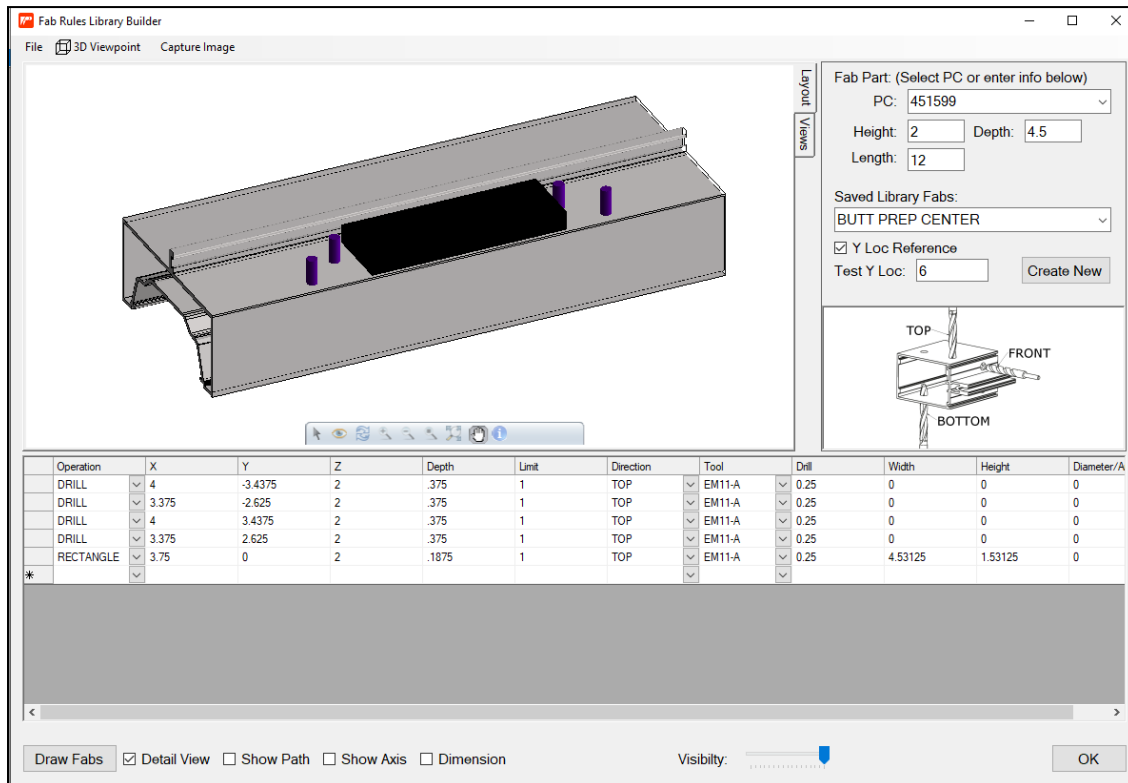 Fab Rules Library Builder
File 3D Viewpoint Capture Image
Layout
Views
Fab Part: (Select PC or enter info below)
PC: 451599
Height: 2 Depth: 4.5
Length: 12
Saved Library Fabs:
BUTT PREP CENTER
Y Loc Reference
Test Y Loc: 6 Create New
TOP
FRONT
BOTTOM
Operation X Y Z Depth Limit Direction Tool Drill Width Height Diameter/A
DRILL 4 -3.4375 2 .375 1 TOP EM11-A 0.25 0 0 0
DRILL 3.375 -2.625 2 .375 1 TOP EM11-A 0.25 0 0 0
DRILL 4 3.4375 2 .375 1 TOP EM11-A 0.25 0 0 0
DRILL 3.375 2.625 2 .375 1 TOP EM11-A 0.25 0 0 0
RECTANGLE 3.75 0 2 .1875 1 TOP EM11-A 0.25 4.53125 1.53125 0
*
Draw Fabs Detail View Show Path Show Axis Dimension Visibilty: OK